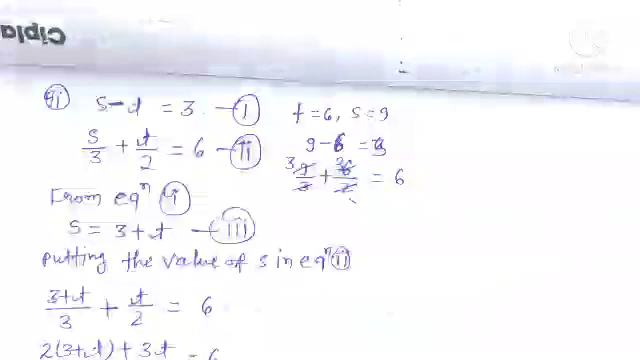 Cipla
(ii) s-t = 3 - (i)
s/3 + t/2 = 6 - (ii)
From eqⁿ (i)
s = 3+t - (iii)
putting the value of s in eqⁿ (ii)
3+t/3 + t/2 = 6
2(3+t) + 3t = 6
t=6, s=9
9-6 = 3
9/3 + 6/2 = 6